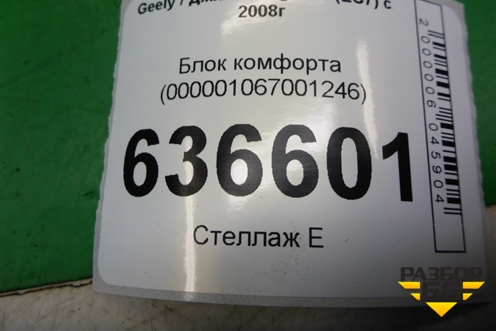 Geely / с
2008г
Блок комфорта
(000001067001246)
636601
Стеллаж Е
2000006045904
РАЗБОР